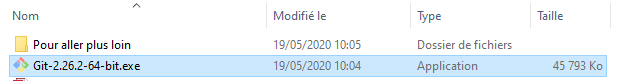 Nom Modifié le Type Taille
Pour aller plus loin 19/05/2020 10:05 Dossier de fichiers
Git-2.26.2-64-bit.exe 19/05/2020 10:04 Application 45 793 Ko